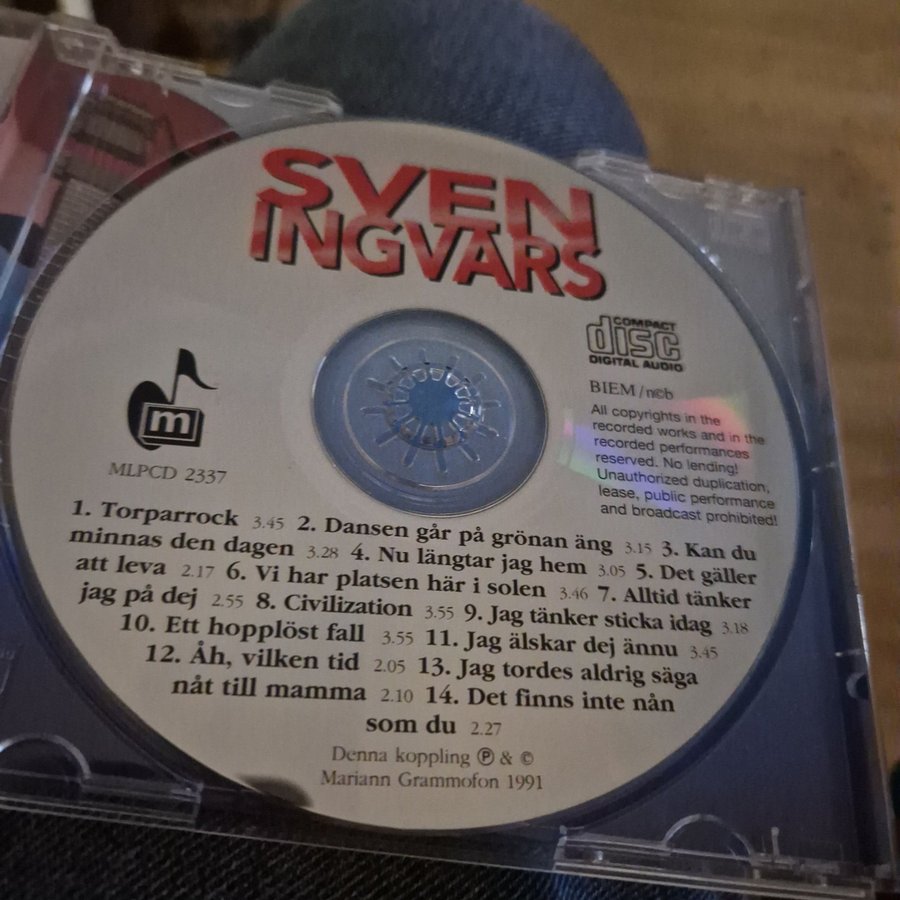 SVEN
INGVARS
COMPACT
disc
DIGITAL AUDIO
BIEM/n©b
All copyrights in the
recorded works and in the
recorded performances
reserved. No lending!
Unauthorized duplication,
lease, public performance
and broadcast prohibited!
m
MLPCD 2337
1. Torparrock 3.45 2. Dansen går på grönan äng 3.15 3. Kan du
minnas den dagen 3.28 4. Nu längtar jag hem 3.05 5. Det gäller
att leva 2.17 6. Vi har platsen här i solen 3.46 7. Alltid tänker
jag på dej 2.55 8. Civilization 3.55 9. Jag tänker sticka idag 3.18
10. Ett hopplöst fall 3.55 11. Jag älskar dej ännu 3.45
12. Åh, vilken tid 2.05 13. Jag tordes aldrig säga
nåt till mamma 2.10 14. Det finns inte nån
som du 2.27
Denna koppling ℗ & ©
Mariann Grammofon 1991